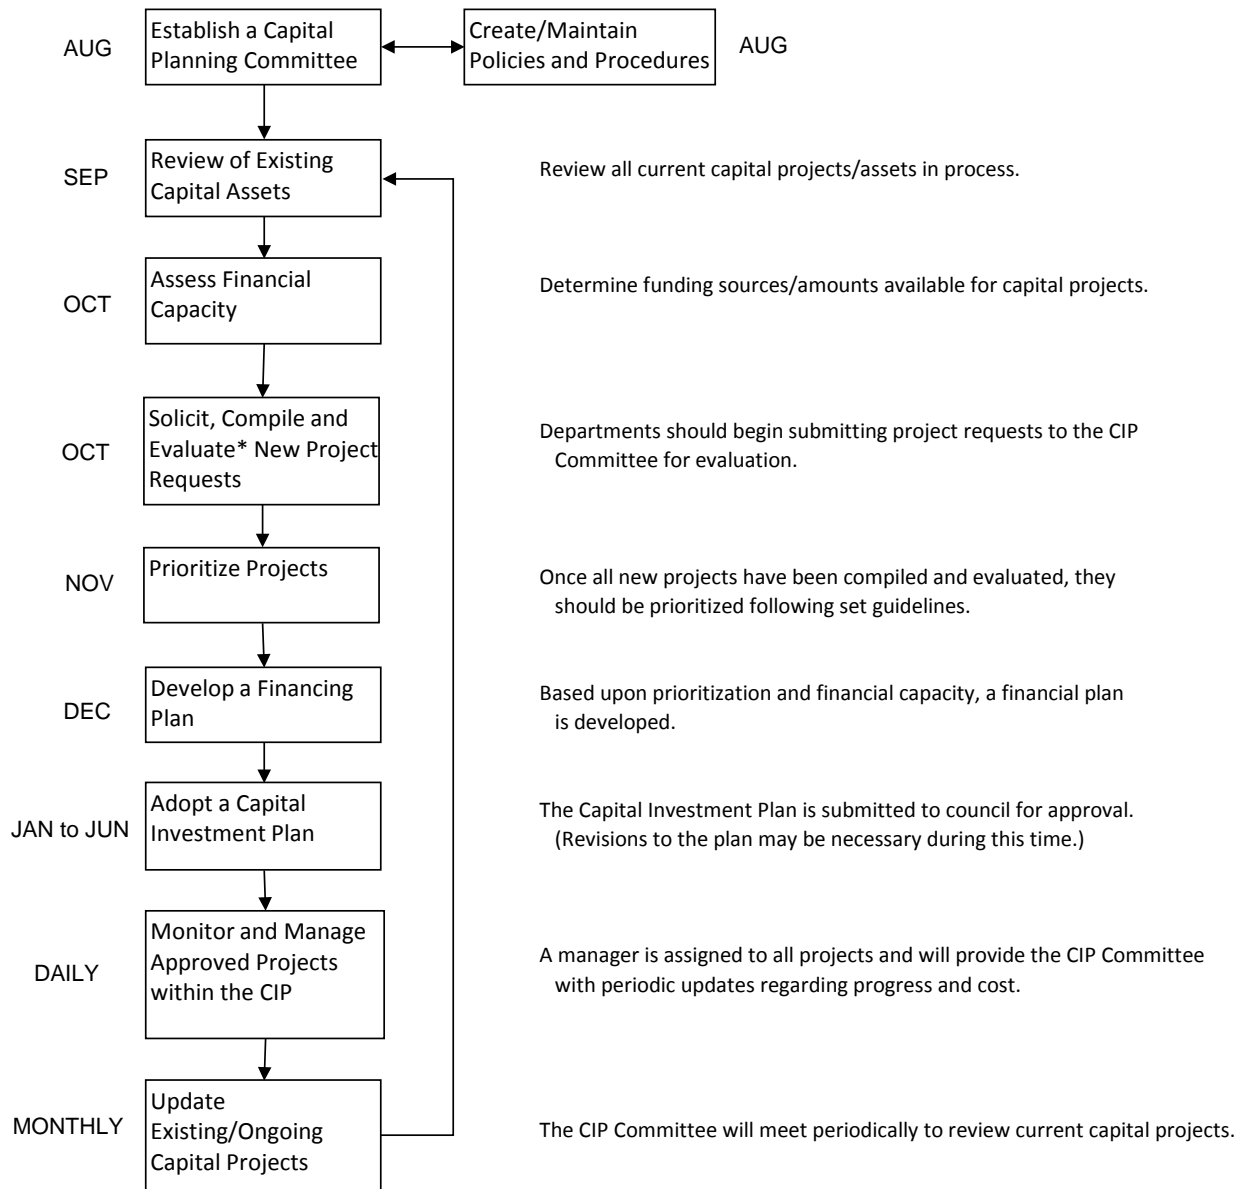 AUG
Establish a Capital
Planning Committee
Create/Maintain
Policies and Procedures
AUG
SEP
Review of Existing
Capital Assets
Review all current capital projects/assets in process.
OCT
Assess Financial
Capacity
Determine funding sources/amounts available for capital projects.
OCT
Solicit, Compile and
Evaluate* New Project
Requests
Departments should begin submitting project requests to the CIP
Committee for evaluation.
NOV
Prioritize Projects
Once all new projects have been compiled and evaluated, they
should be prioritized following set guidelines.
DEC
Develop a Financing
Plan
Based upon prioritization and financial capacity, a financial plan
is developed.
JAN to JUN
Adopt a Capital
Investment Plan
The Capital Investment Plan is submitted to council for approval.
(Revisions to the plan may be necessary during this time.)
DAILY
Monitor and Manage
Approved Projects
within the CIP
A manager is assigned to all projects and will provide the CIP Committee
with periodic updates regarding progress and cost.
MONTHLY
Update
Existing/Ongoing
Capital Projects
The CIP Committee will meet periodically to review current capital projects.